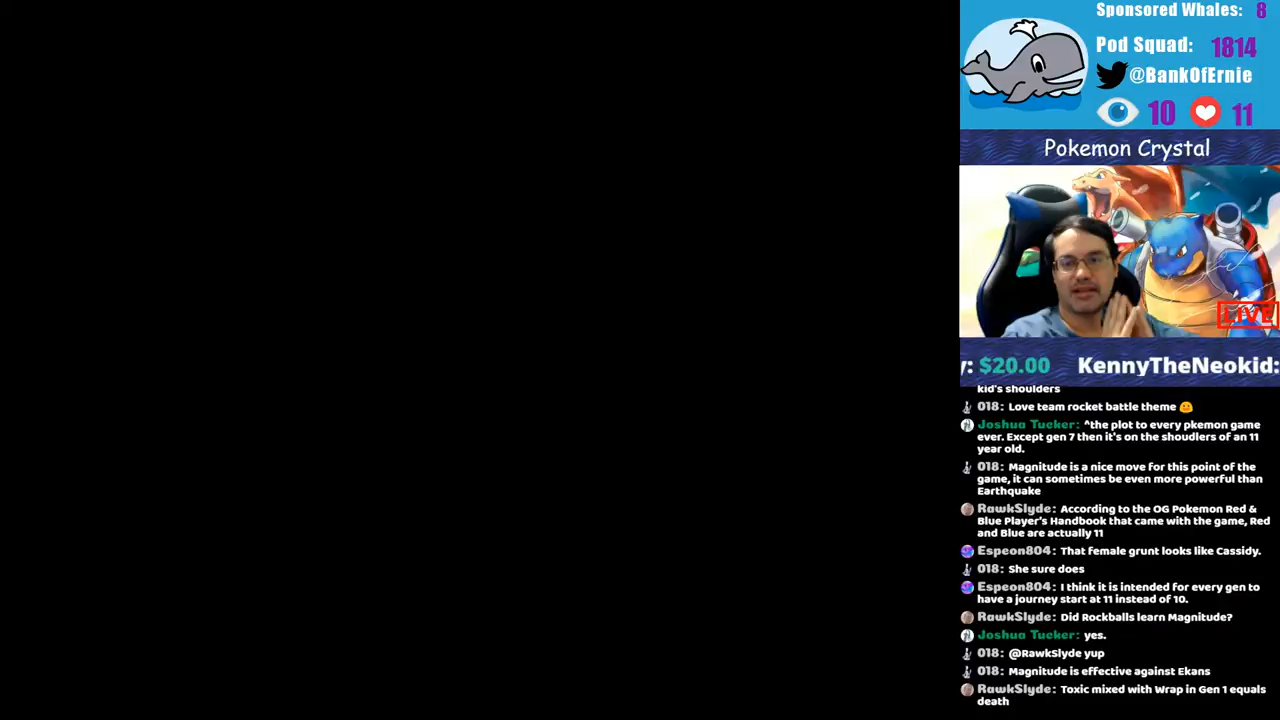 Sponsored Whales: 8
Pod Squad: 1814
@BankOfErnie
10 11
Pokemon Crystal
LIVE
y: $20.00 KennyTheNeokid:
kid's shoulders
018: Love team rocket battle theme
Joshua Tucker: ^the plot to every pkemon game
ever. Except gen 7 then it's on the shoudlers of an 11
year old.
018: Magnitude is a nice move for this point of the
game, it can sometimes be even more powerful than
Earthquake
RawkSlyde: According to the OG Pokemon Red &
Blue Player's Handbook that came with the game, Red
and Blue are actually 11
Espeon804: That female grunt looks like Cassidy.
018: She sure does
Espeon804: I think it is intended for every gen to
have a journey start at 11 instead of 10.
RawkSlyde: Did Rockballs learn Magnitude?
Joshua Tucker: yes.
018: @RawkSlyde yup
018: Magnitude is effective against Ekans
RawkSlyde: Toxic mixed with Wrap in Gen 1 equals
death